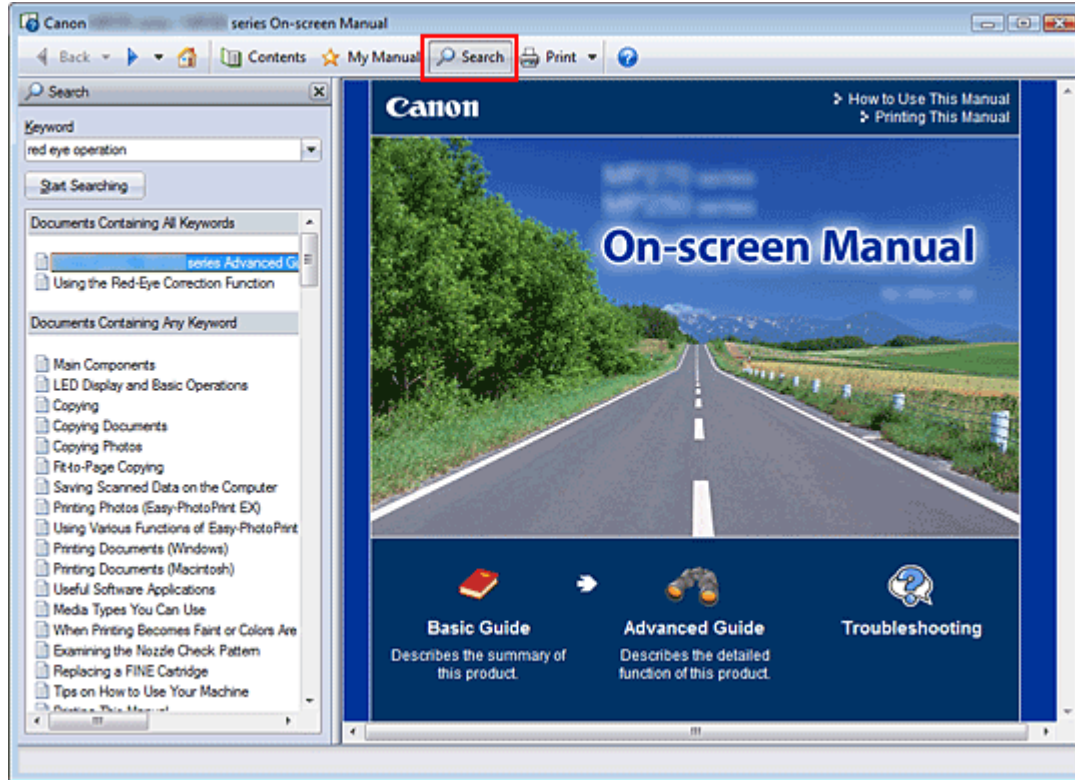 Canon series On-screen Manual
Back Contents My Manual Search Print
Search
Keyword
red eye operation
Start Searching
Documents Containing All Keywords
series Advanced Gu
Using the Red-Eye Correction Function
Documents Containing Any Keyword
Main Components
LED Display and Basic Operations
Copying
Copying Documents
Copying Photos
Fit-to-Page Copying
Saving Scanned Data on the Computer
Printing Photos (Easy-PhotoPrint EX)
Using Various Functions of Easy-PhotoPrint
Printing Documents (Windows)
Printing Documents (Macintosh)
Useful Software Applications
Media Types You Can Use
When Printing Becomes Faint or Colors Are
Examining the Nozzle Check Pattern
Replacing a FINE Cartridge
Tips on How to Use Your Machine
Printing This Manual
Canon
How to Use This Manual
Printing This Manual
On-screen Manual
Basic Guide
Describes the summary of
this product.
Advanced Guide
Describes the detailed
function of this product.
Troubleshooting